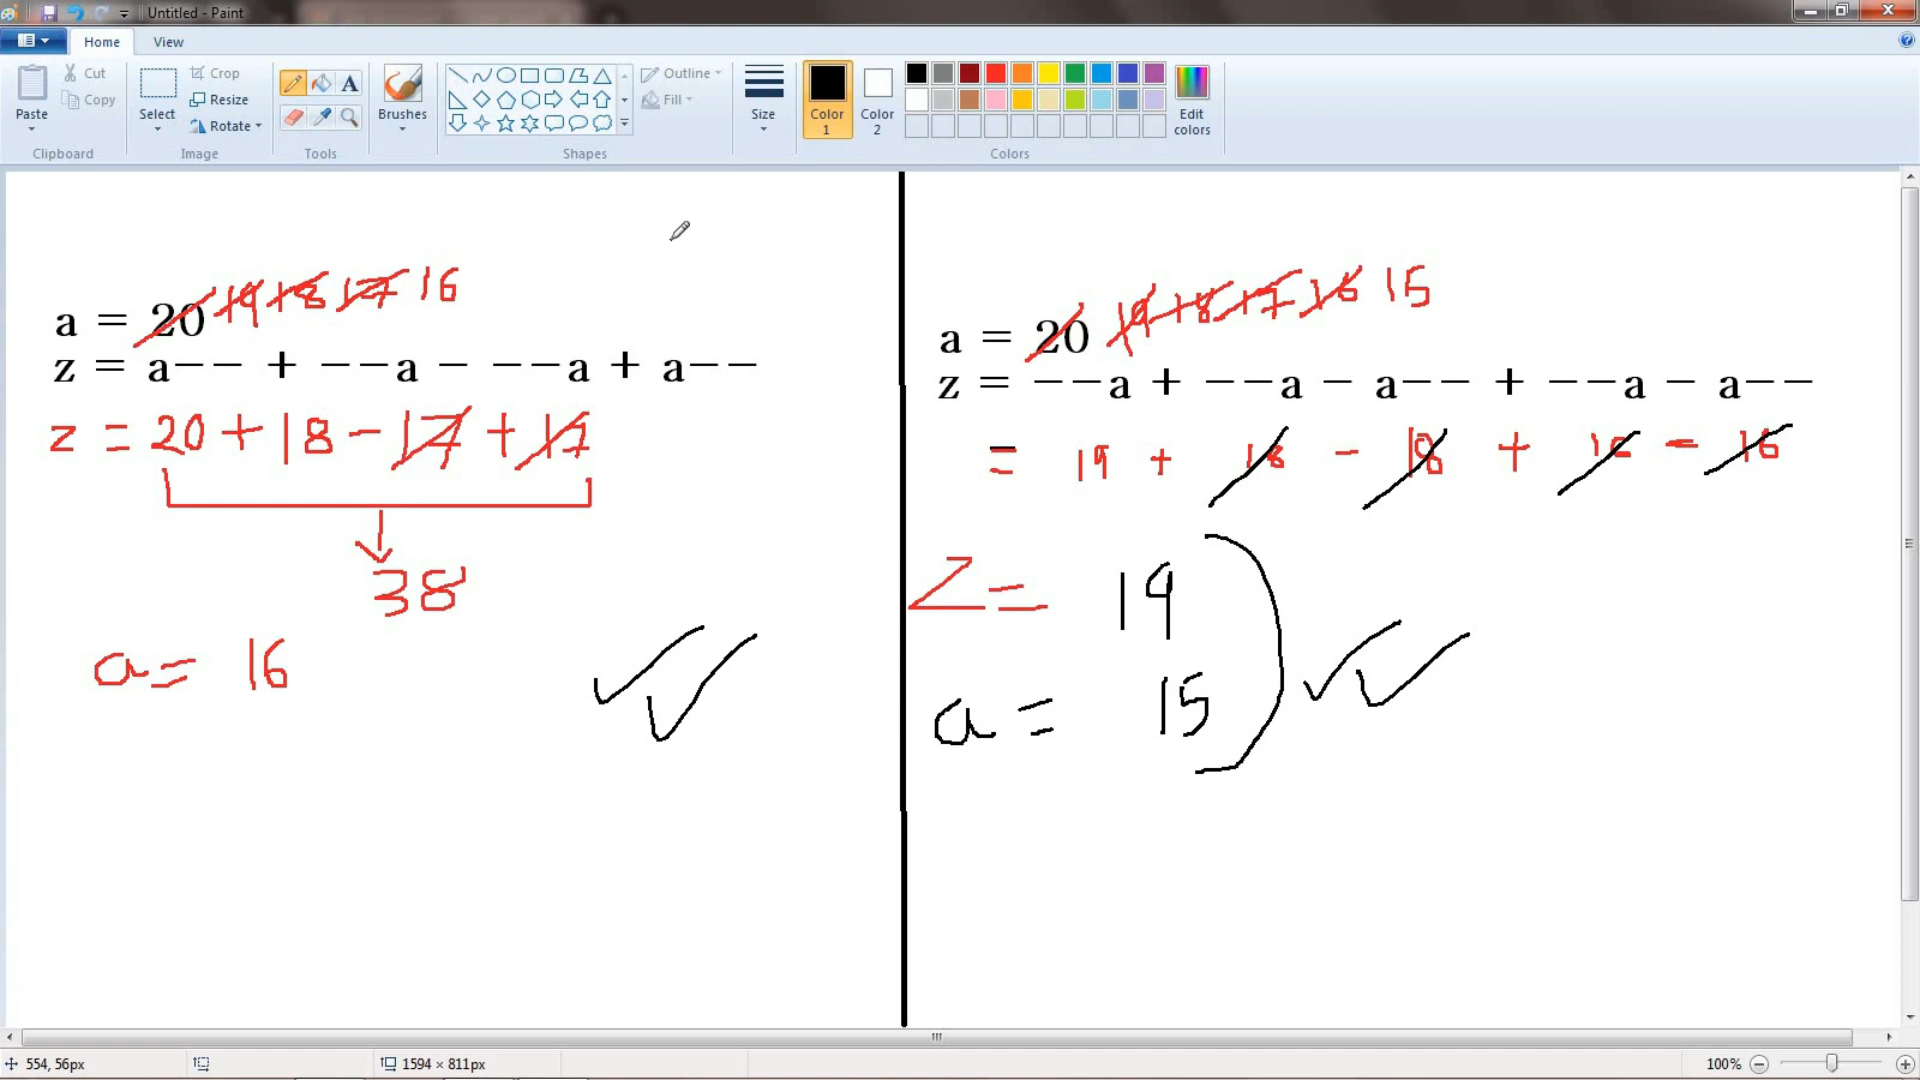 Untitled - Paint
Home View
Paste Cut Copy Clipboard
Select Crop Resize Rotate Image
Tools
Brushes
Outline Fill Shapes
Size
Color 1 Color 2 Edit colors Colors
19 18 17 16
a = 20
z = a-- + --a - --a + a--
z = 20 + 18 - 17 + 17
38
a = 16
19 18 17 16 15
a = 20
z = --a + --a - a-- + --a - a--
= 19 + 18 - 18 + 16 - 16
Z = 19
a = 15
554, 56px 1594 × 811px 100%